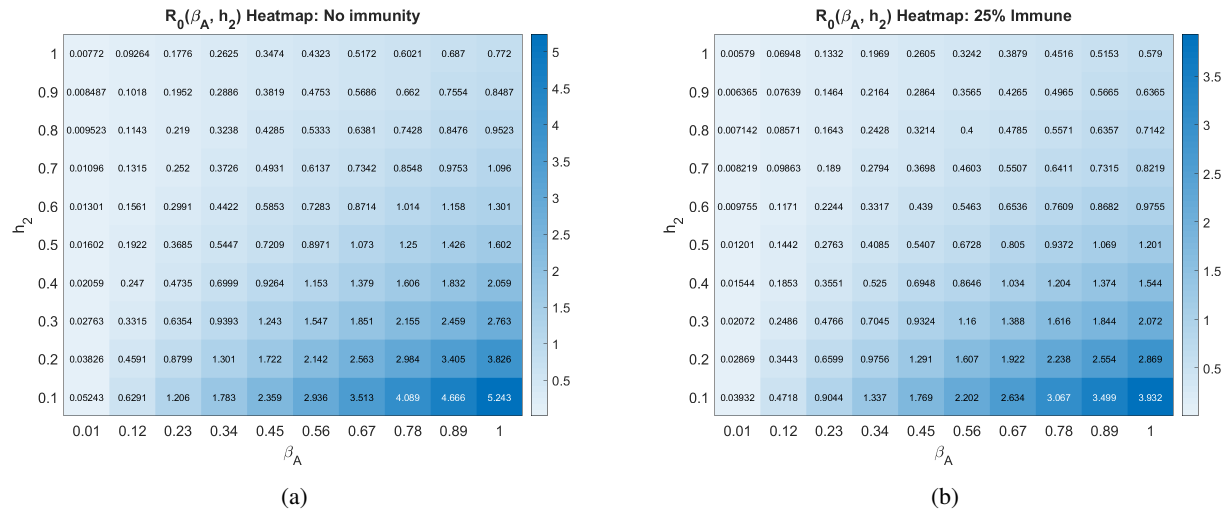 R0(βA, h2) Heatmap: No immunity
1 0.00772 0.09264 0.1776 0.2625 0.3474 0.4323 0.5172 0.6021 0.687 0.772
0.9 0.008487 0.1018 0.1952 0.2886 0.3819 0.4753 0.5686 0.662 0.7554 0.8487
0.8 0.009523 0.1143 0.219 0.3238 0.4285 0.5333 0.6381 0.7428 0.8476 0.9523
0.7 0.01096 0.1315 0.252 0.3726 0.4931 0.6137 0.7342 0.8548 0.9753 1.096
0.6 0.01301 0.1561 0.2991 0.4422 0.5853 0.7283 0.8714 1.014 1.158 1.301
0.5 0.01602 0.1922 0.3685 0.5447 0.7209 0.8971 1.073 1.25 1.426 1.602
0.4 0.02059 0.247 0.4735 0.6999 0.9264 1.153 1.379 1.606 1.832 2.059
0.3 0.02763 0.3315 0.6354 0.9393 1.243 1.547 1.851 2.155 2.459 2.763
0.2 0.03826 0.4591 0.8799 1.301 1.722 2.142 2.563 2.984 3.405 3.826
0.1 0.05243 0.6291 1.206 1.783 2.359 2.936 3.513 4.089 4.666 5.243
0.01 0.12 0.23 0.34 0.45 0.56 0.67 0.78 0.89 1
h2
βA
5
4.5
4
3.5
3
2.5
2
1.5
1
0.5
(a)
R0(βA, h2) Heatmap: 25% Immune
1 0.00579 0.06948 0.1332 0.1969 0.2605 0.3242 0.3879 0.4516 0.5153 0.579
0.9 0.006365 0.07639 0.1464 0.2164 0.2864 0.3565 0.4265 0.4965 0.5665 0.6365
0.8 0.007142 0.08571 0.1643 0.2428 0.3214 0.4 0.4785 0.5571 0.6357 0.7142
0.7 0.008219 0.09863 0.189 0.2794 0.3698 0.4603 0.5507 0.6411 0.7315 0.8219
0.6 0.009755 0.1171 0.2244 0.3317 0.439 0.5463 0.6536 0.7609 0.8682 0.9755
0.5 0.01201 0.1442 0.2763 0.4085 0.5407 0.6728 0.805 0.9372 1.069 1.201
0.4 0.01544 0.1853 0.3551 0.525 0.6948 0.8646 1.034 1.204 1.374 1.544
0.3 0.02072 0.2486 0.4766 0.7045 0.9324 1.16 1.388 1.616 1.844 2.072
0.2 0.02869 0.3443 0.6599 0.9756 1.291 1.607 1.922 2.238 2.554 2.869
0.1 0.03932 0.4718 0.9044 1.337 1.769 2.202 2.634 3.067 3.499 3.932
0.01 0.12 0.23 0.34 0.45 0.56 0.67 0.78 0.89 1
h2
βA
3.5
3
2.5
2
1.5
1
0.5
(b)